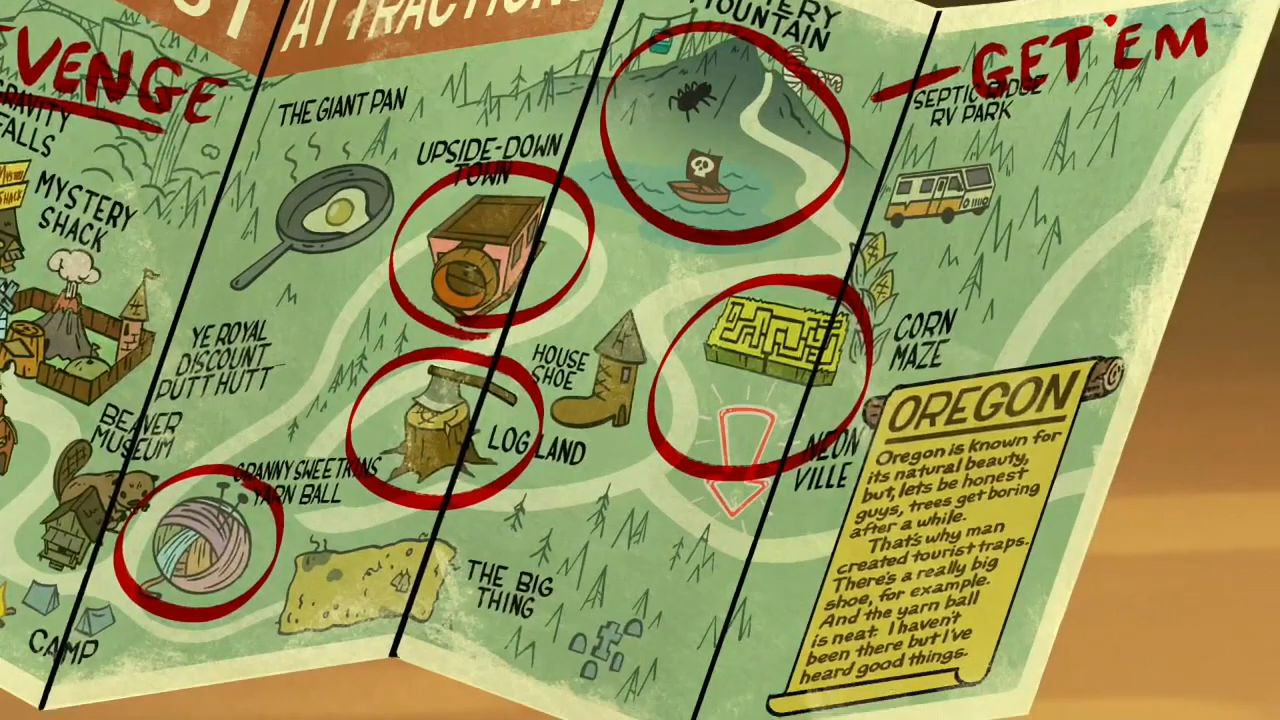 ATTRACTIONS
VENGE
GET 'EM
MOUNTAIN
SEPTIC RIDGE
RV PARK
GRAVITY
FALLS
THE GIANT PAN
UPSIDE-DOWN
TOWN
MYSTERY
SHACK
MYSTERY
SHACK
YE ROYAL
DISCOUNT
PUTT HUTT
HOUSE
SHOE
CORN
MAZE
BEAVER
MUSEUM
LOG LAND
NEON
VILLE
GRANNY SWEETKINS
YARN BALL
THE BIG
THING
CAMP
OREGON
Oregon is known for
its natural beauty,
but, lets be honest
guys, trees get boring
after a while.
That's why man
created tourist traps.
There's a really big
shoe, for example.
And the yarn ball
is neat. I haven't
been there but I've
heard good things.